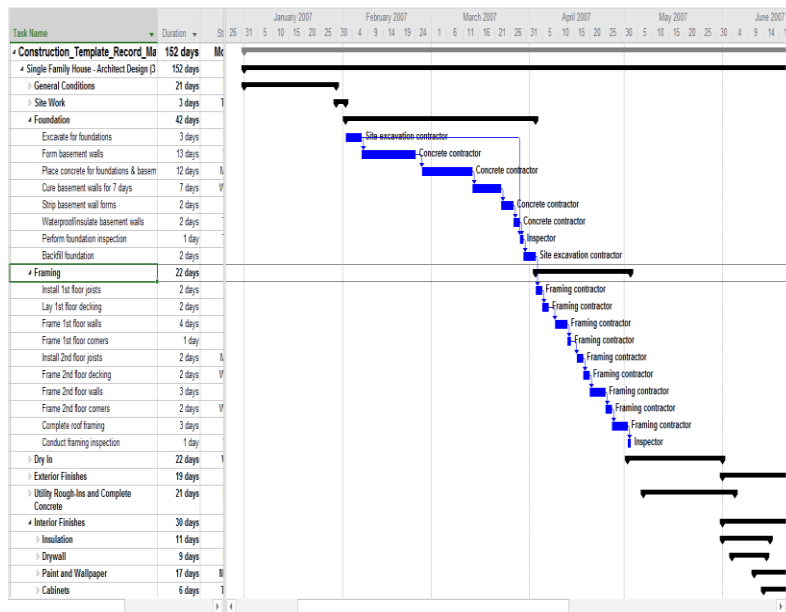 January 2007 February 2007 March 2007 April 2007 May 2007 June 2007
Task Name Duration St 26 31 5 10 15 20 25 30 4 9 14 19 24 1 6 11 16 21 26 31 5 10 15 20 25 30 5 10 15 20 25 30 4 9 14 1
Construction_Template_Record_Ma 152 days Mo
Single Family House - Architect Design (3 152 days
General Conditions 21 days
Site Work 3 days T
Foundation 42 days
Excavate for foundations 3 days Site excavation contractor
Form basement walls 13 days Concrete contractor
Place concrete for foundations & basem 12 days M Concrete contractor
Cure basement walls for 7 days 7 days W
Strip basement wall forms 2 days Concrete contractor
Waterproof/insulate basement walls 2 days Concrete contractor
Perform foundation inspection 1 day Inspector
Backfill foundation 2 days Site excavation contractor
Framing 22 days
Install 1st floor joists 2 days Framing contractor
Lay 1st floor decking 2 days Framing contractor
Frame 1st floor walls 4 days Framing contractor
Frame 1st floor corners 1 day Framing contractor
Install 2nd floor joists 2 days Framing contractor
Frame 2nd floor decking 2 days Framing contractor
Frame 2nd floor walls 3 days Framing contractor
Frame 2nd floor corners 2 days Framing contractor
Complete roof framing 3 days Framing contractor
Conduct framing inspection 1 day Inspector
Dry In 22 days
Exterior Finishes 19 days
Utility Rough-Ins and Complete 21 days
Concrete
Interior Finishes 30 days
Insulation 11 days
Drywall 9 days
Paint and Wallpaper 17 days M
Cabinets 6 days T